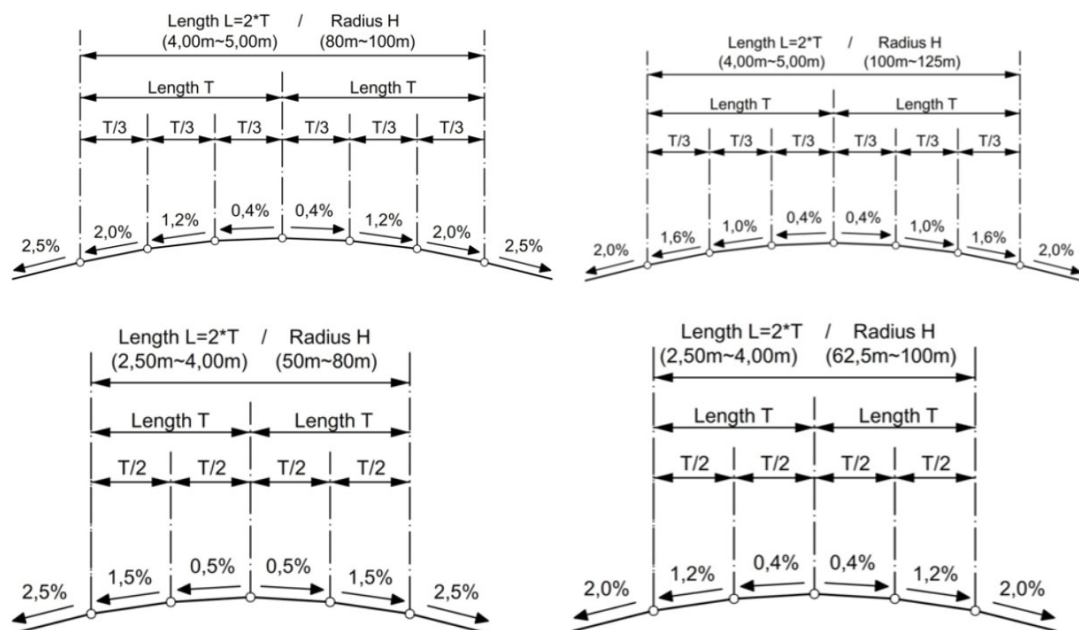 Length L=2*T / Radius H
(4,00m~5,00m) (80m~100m)
Length T Length T
T/3 T/3 T/3 T/3 T/3 T/3
2,5% 2,0% 1,2% 0,4% 0,4% 1,2% 2,0% 2,5%
Length L=2*T / Radius H
(4,00m~5,00m) (100m~125m)
Length T Length T
T/3 T/3 T/3 T/3 T/3 T/3
2,0% 1,6% 1,0% 0,4% 0,4% 1,0% 1,6% 2,0%
Length L=2*T / Radius H
(2,50m~4,00m) (50m~80m)
Length T Length T
T/2 T/2 T/2 T/2
2,5% 1,5% 0,5% 0,5% 1,5% 2,5%
Length L=2*T / Radius H
(2,50m~4,00m) (62,5m~100m)
Length T Length T
T/2 T/2 T/2 T/2
2,0% 1,2% 0,4% 0,4% 1,2% 2,0%